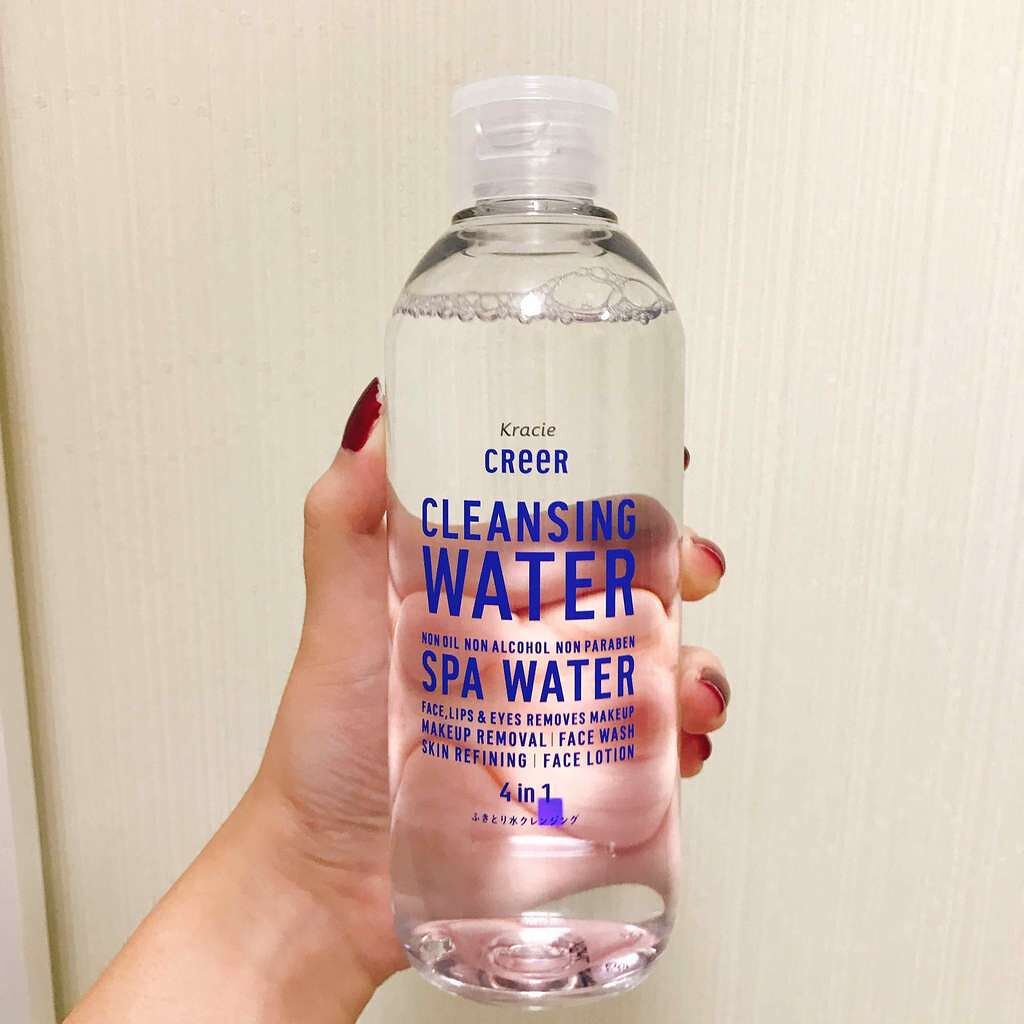 Kracie
CReeR
CLEANSING
WATER
NON OIL NON ALCOHOL NON PARABEN
SPA WATER
FACE, LIPS & EYES REMOVES MAKEUP
MAKEUP REMOVAL | FACE WASH
SKIN REFINING | FACE LOTION
4 in 1
ふきとり水クレンジング